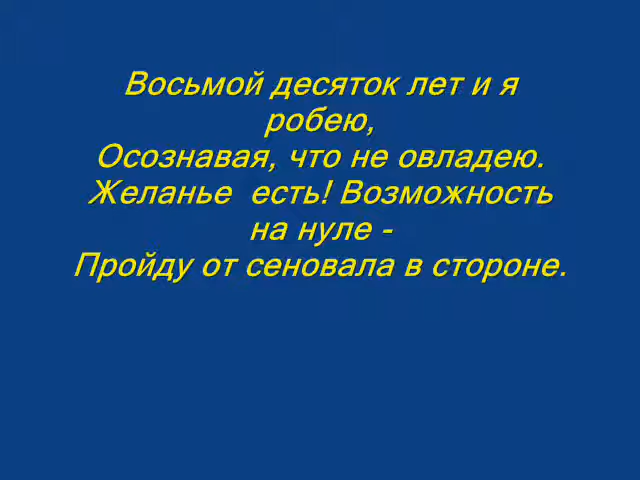 Восьмой десяток лет и я
робею,
Осознавая, что не овладею.
Желанье  есть! Возможность
на нуле -
Пройду от сеновала в стороне.